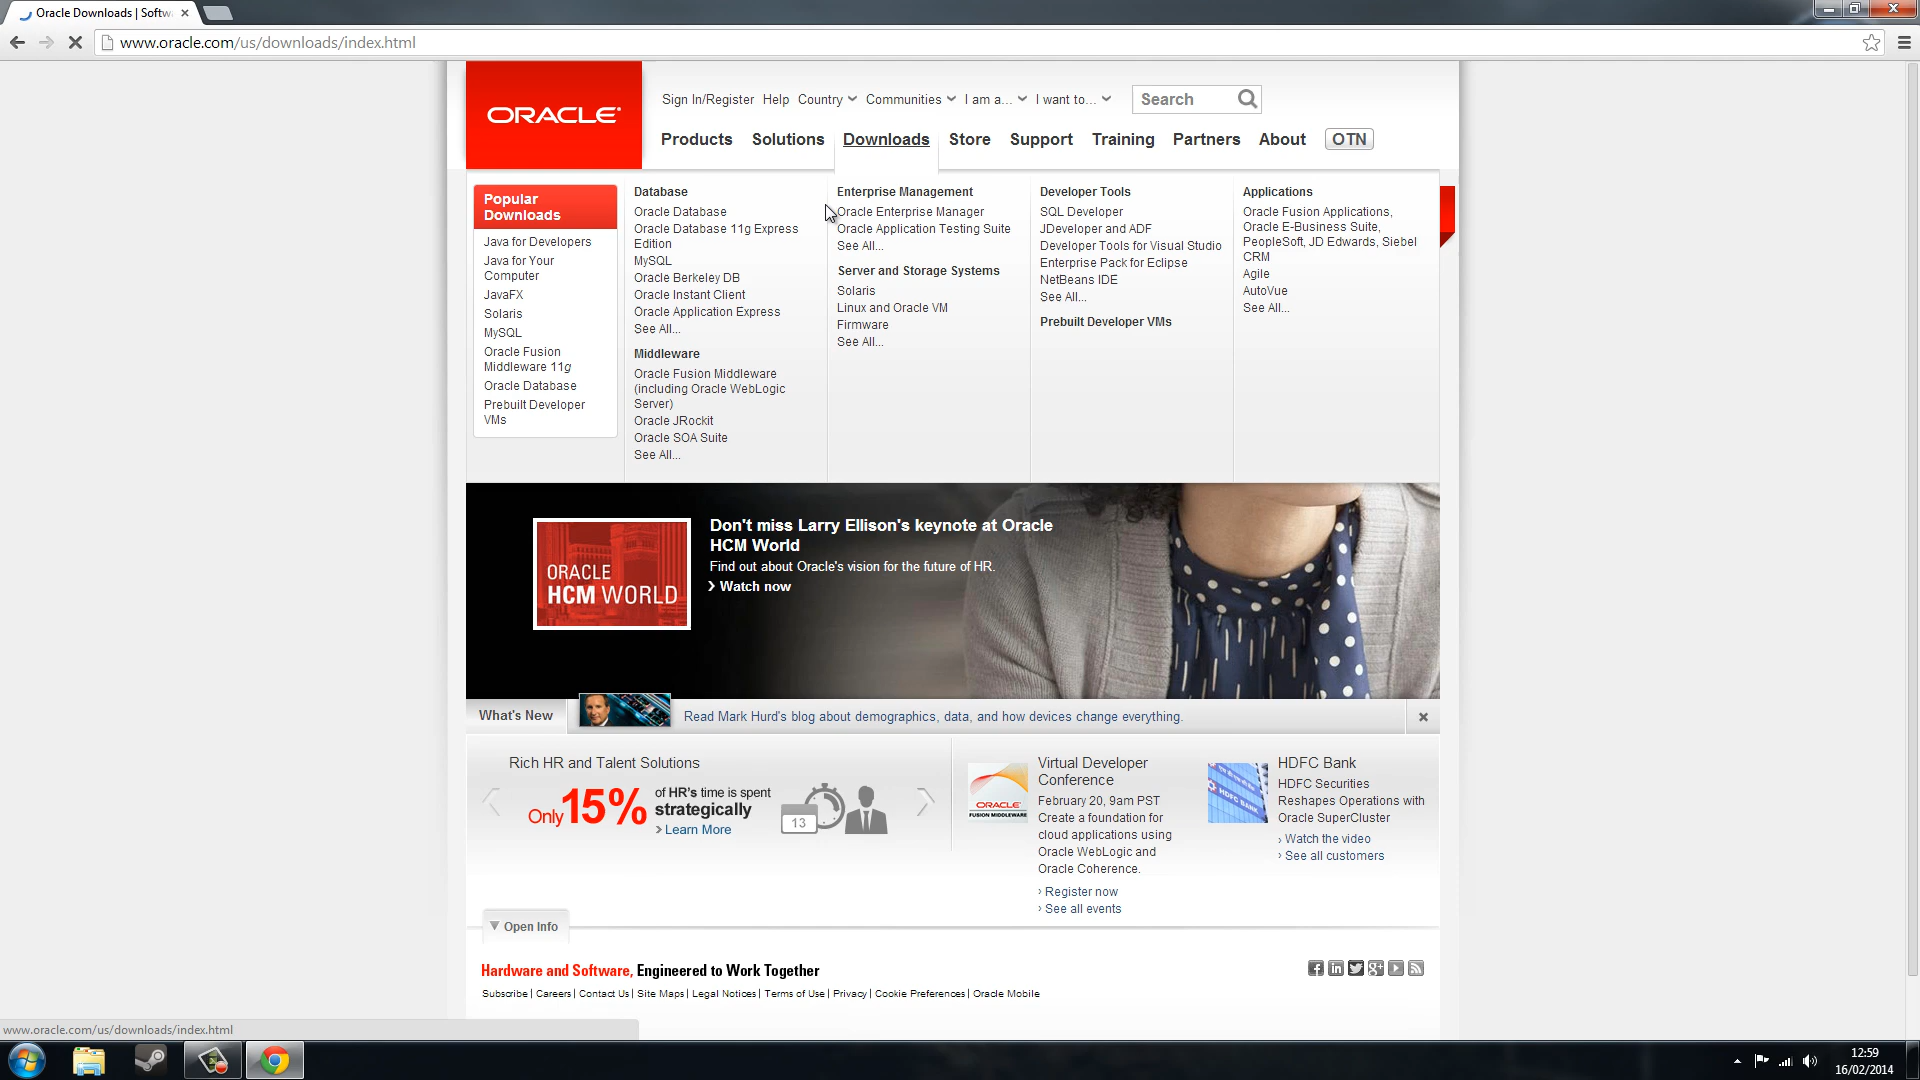 Oracle Downloads | Softw
www.oracle.com/us/downloads/index.html
ORACLE
Sign In/Register Help Country Communities I am a... I want to... Search
Products Solutions Downloads Store Support Training Partners About OTN
Popular
Downloads
Java for Developers
Java for Your
Computer
JavaFX
Solaris
MySQL
Oracle Fusion
Middleware 11g
Oracle Database
Prebuilt Developer
VMs
Database
Oracle Database
Oracle Database 11g Express
Edition
MySQL
Oracle Berkeley DB
Oracle Instant Client
Oracle Application Express
See All...
Middleware
Oracle Fusion Middleware
(including Oracle WebLogic
Server)
Oracle JRockit
Oracle SOA Suite
See All...
Enterprise Management
Oracle Enterprise Manager
Oracle Application Testing Suite
See All...
Server and Storage Systems
Solaris
Linux and Oracle VM
Firmware
See All...
Developer Tools
SQL Developer
JDeveloper and ADF
Developer Tools for Visual Studio
Enterprise Pack for Eclipse
NetBeans IDE
See All...
Prebuilt Developer VMs
Applications
Oracle Fusion Applications,
Oracle E-Business Suite,
PeopleSoft, JD Edwards, Siebel
CRM
Agile
AutoVue
See All...
ORACLE
HCM WORLD
Don't miss Larry Ellison's keynote at Oracle
HCM World
Find out about Oracle's vision for the future of HR.
Watch now
What's New
Read Mark Hurd's blog about demographics, data, and how devices change everything.
Rich HR and Talent Solutions
Only 15%
of HR's time is spent
strategically
Learn More
13
ORACLE
FUSION MIDDLEWARE
Virtual Developer
Conference
February 20, 9am PST
Create a foundation for
cloud applications using
Oracle WebLogic and
Oracle Coherence.
Register now
See all events
HDFC BANK
HDFC Bank
HDFC Securities
Reshapes Operations with
Oracle SuperCluster
Watch the video
See all customers
Open Info
Hardware and Software, Engineered to Work Together
Subscribe | Careers | Contact Us | Site Maps | Legal Notices | Terms of Use | Privacy | Cookie Preferences | Oracle Mobile
www.oracle.com/us/downloads/index.html
12:59
16/02/2014